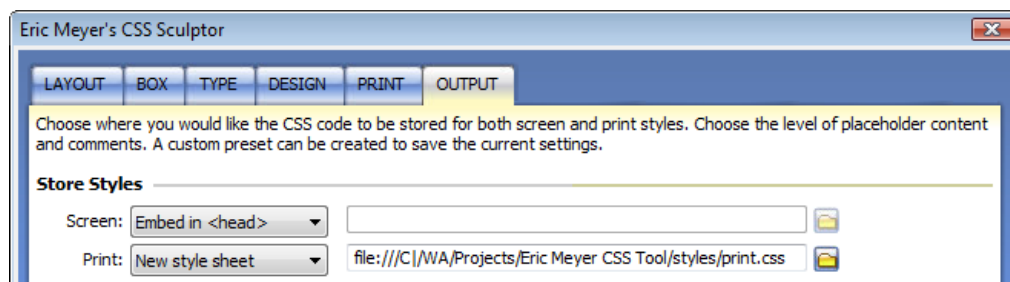 Eric Meyer's CSS Sculptor
LAYOUT BOX TYPE DESIGN PRINT OUTPUT
Choose where you would like the CSS code to be stored for both screen and print styles. Choose the level of placeholder content
and comments. A custom preset can be created to save the current settings.
Store Styles
Screen: Embed in <head>
Print: New style sheet file:///C|/WA/Projects/Eric Meyer CSS Tool/styles/print.css